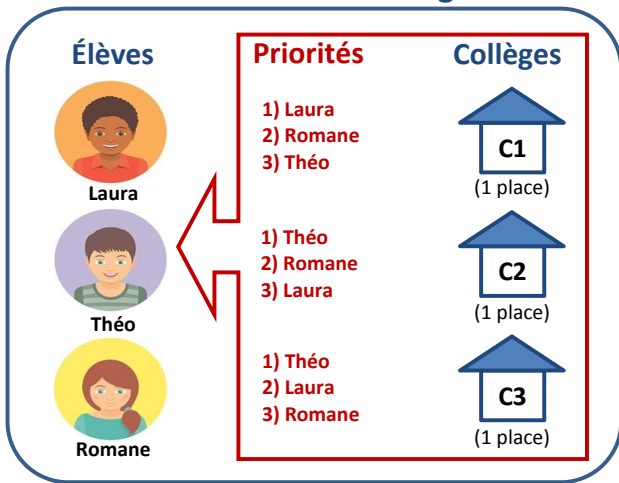 Élèves
Priorités
Collèges
Laura
1) Laura
2) Romane
3) Théo
C1
(1 place)
Théo
1) Théo
2) Romane
3) Laura
C2
(1 place)
Romane
1) Théo
2) Laura
3) Romane
C3
(1 place)